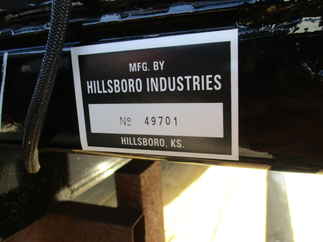 MFG. BY
HILLSBORO INDUSTRIES
Nº 49701
HILLSBORO, KS.